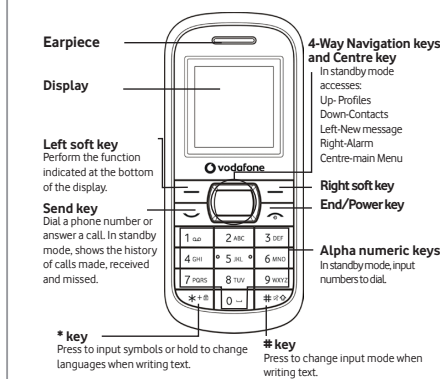 Earpiece
Display
Left soft key
Perform the function
indicated at the bottom
of the display.
Send key
Dial a phone number or
answer a call. In standby
mode, shows the history
of calls made, received
and missed.
* key
Press to input symbols or hold to change
languages when writing text.
4-Way Navigation keys
and Centre key
In standby mode
accesses:
Up- Profiles
Down-Contacts
Left-New message
Right-Alarm
Centre-main Menu
Right soft key
End/Power key
Alpha numeric keys
In standby mode, input
numbers to dial.
# key
Press to change input mode when
writing text.
vodafone
1
2 ABC
3 DEF
4 GHI
5 JKL
6 MNO
7 PQRS
8 TUV
9 WXYZ
*+
0
#